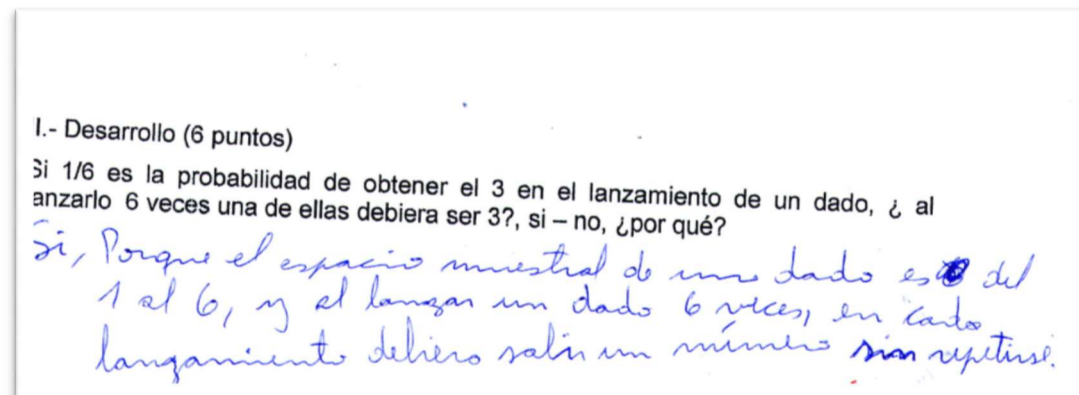 I.- Desarrollo (6 puntos)
Si 1/6 es la probabilidad de obtener el 3 en el lanzamiento de un dado, ¿ al
anzarlo 6 veces una de ellas debiera ser 3?, si – no, ¿por qué?
Si, Porque el espacio muestral de un dado es del
1 al 6, y al lanzar un dado 6 veces, en cada
lanzamiento debiera salir un número sin repetirse.